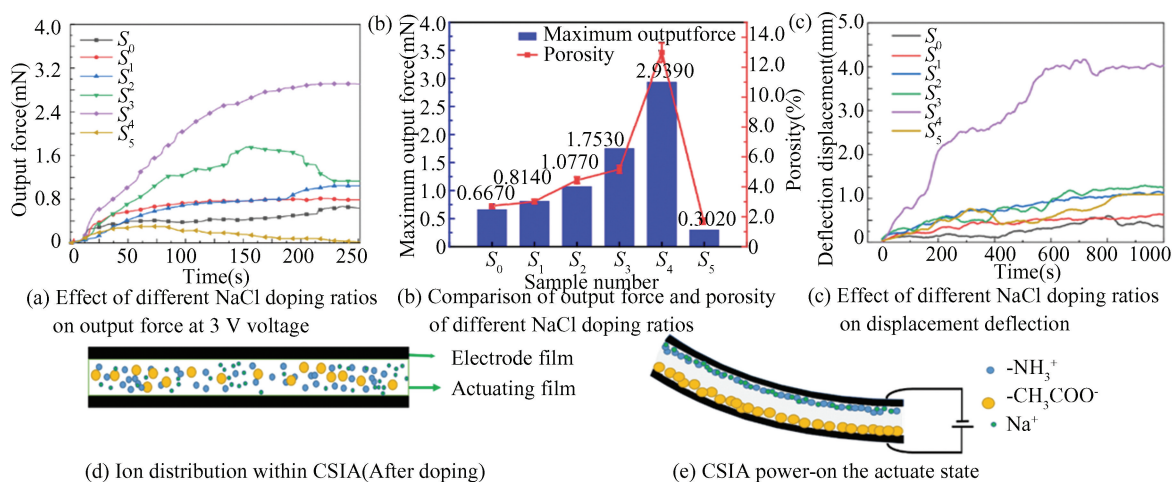 4.0mN
3.2
2.4
1.6
0.8
0
Output force(mN)
S0
S1
S2
S3
S4
S5
0 50 100 150 200 250
Time(s)
(a) Effect of different NaCl doping ratios
on output force at 3 V voltage
(b)
4.0
3.5
3.0
2.5
2.0
1.5
1.0
0.5
0
Maximum output force(mN)
Maximum outputforce
Porosity
0.6670
0.8140
1.0770
1.7530
2.9390
0.3020
14.0
12.0
10.0
8.0
6.0
4.0
2.0
0
Porosity(%)
S0 S1 S2 S3 S4 S5
Sample number
(b) Comparison of output force and porosity
of different NaCl doping ratios
(c)
5.0
4.0
3.0
2.0
1.0
0
Deflection displacement(mm)
S0
S1
S2
S3
S4
S5
0 200 400 600 800 1000
Time(s)
(c) Effect of different NaCl doping ratios
on displacement deflection
Electrode film
Actuating film
(d) Ion distribution within CSIA(After doping)
-NH3+
-CH3COO-
Na+
(e) CSIA power-on the actuate state